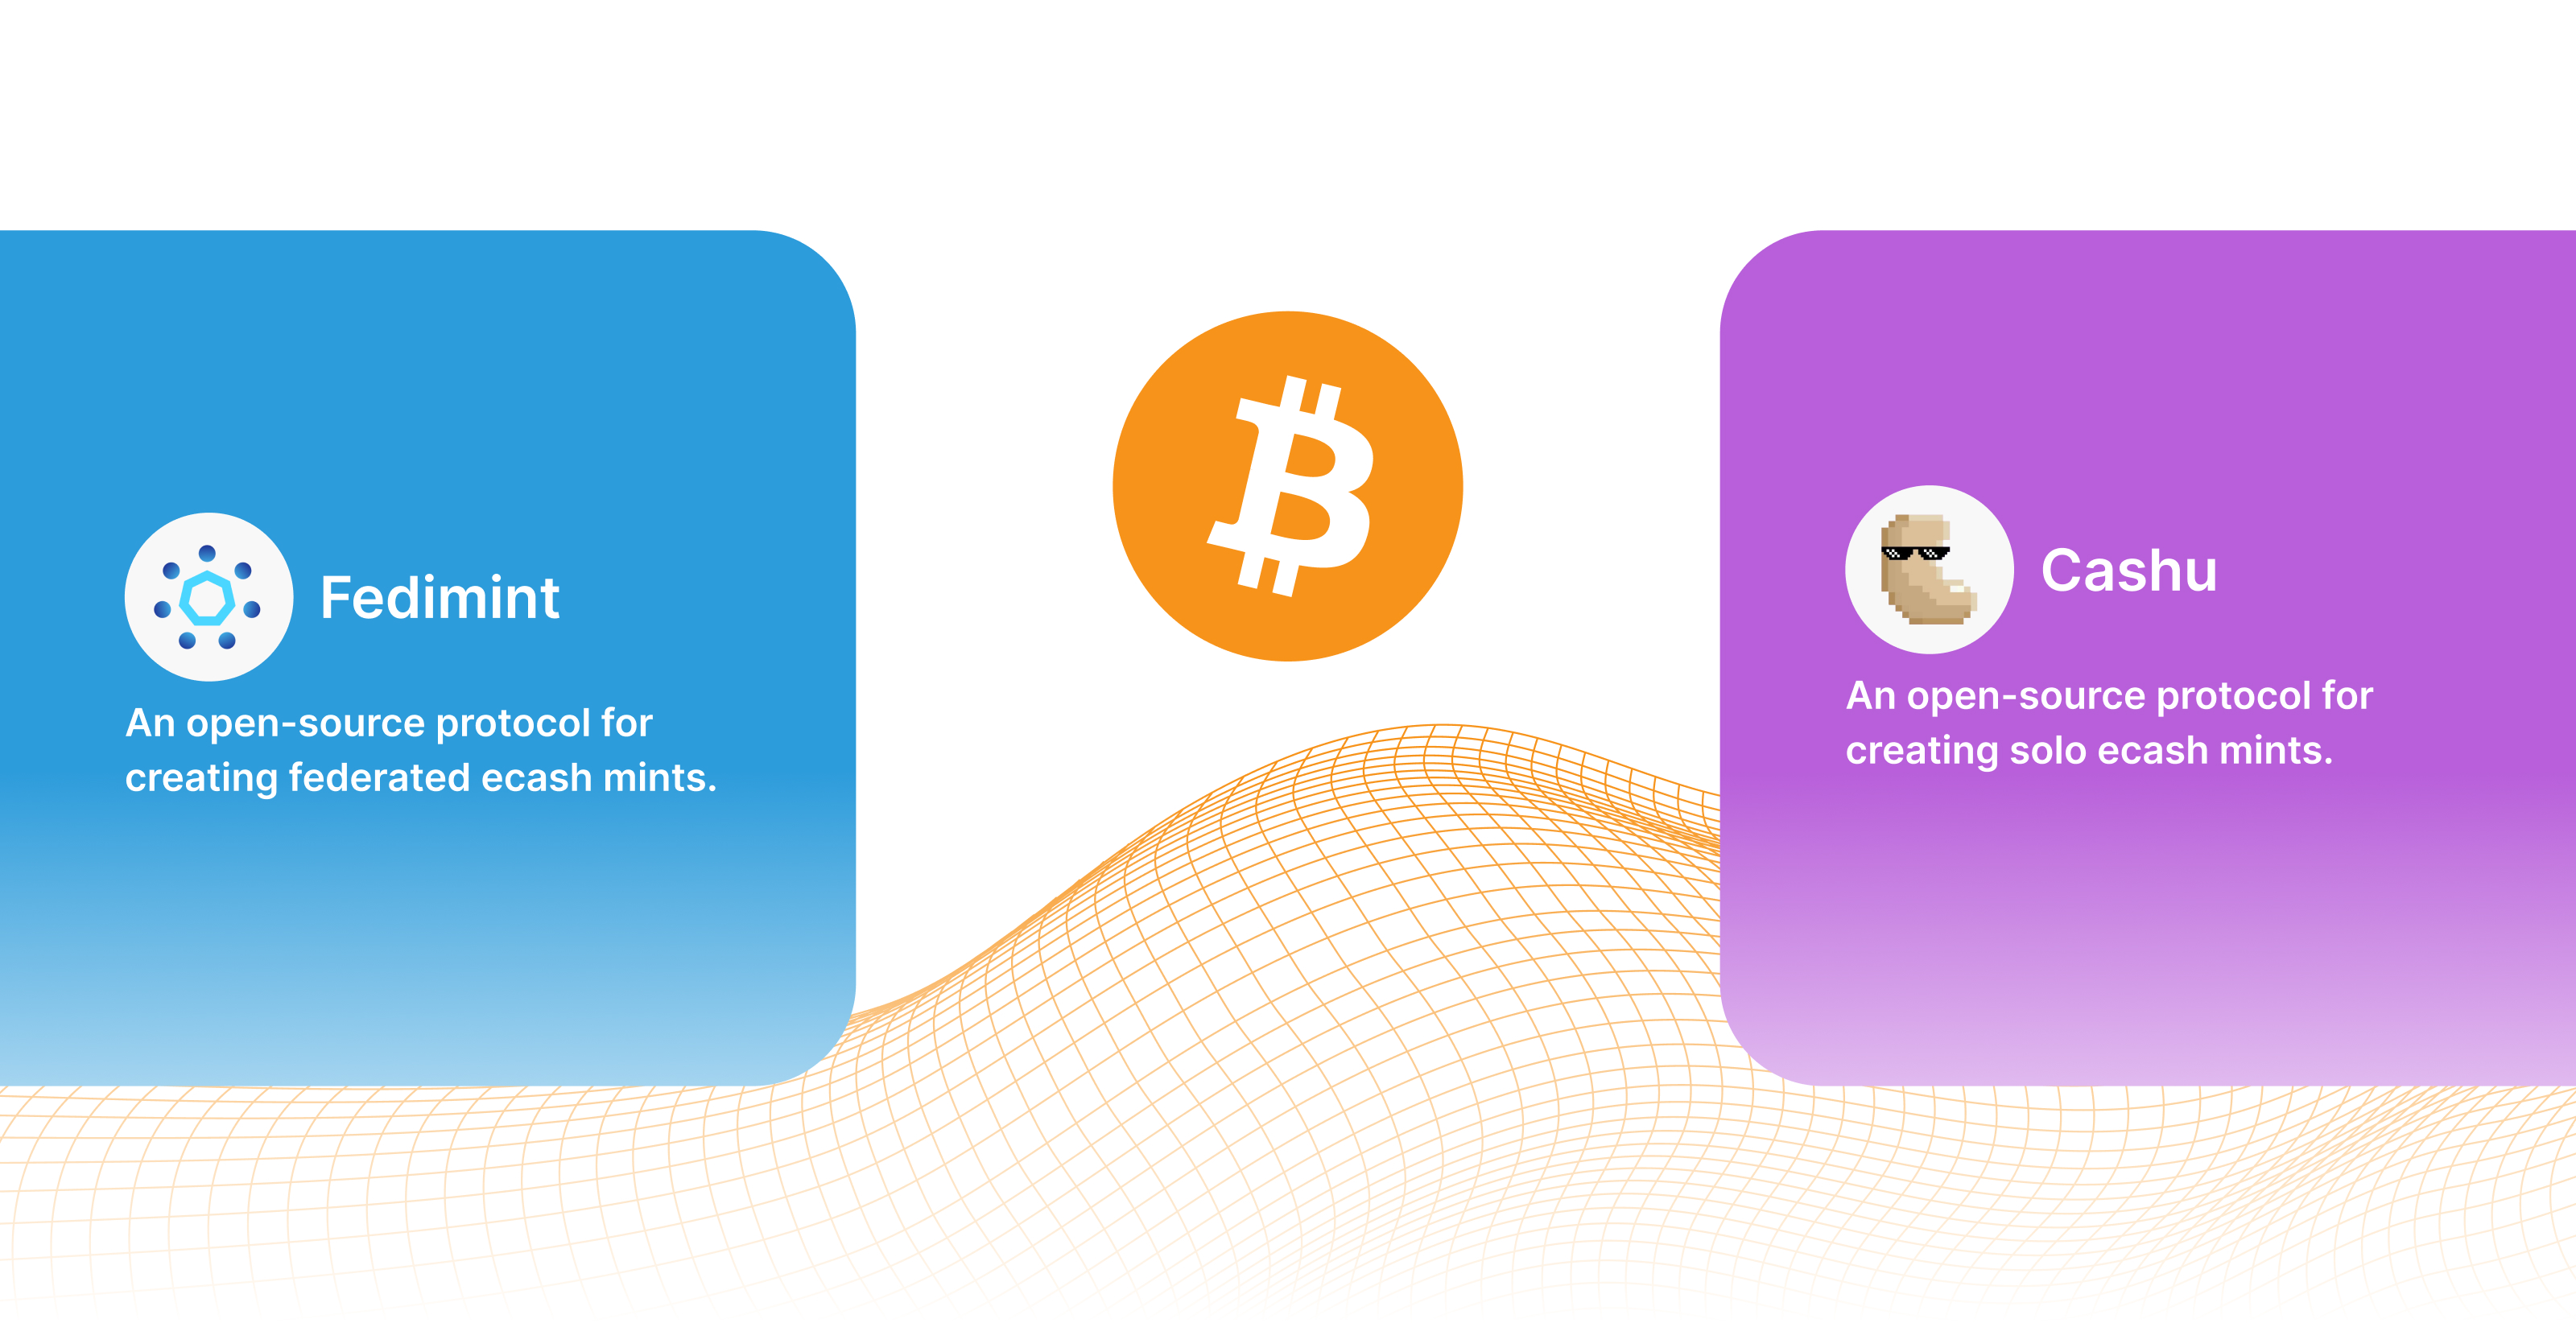 Fedimint
An open-source protocol for
creating federated ecash mints.
Cashu
An open-source protocol for
creating solo ecash mints.